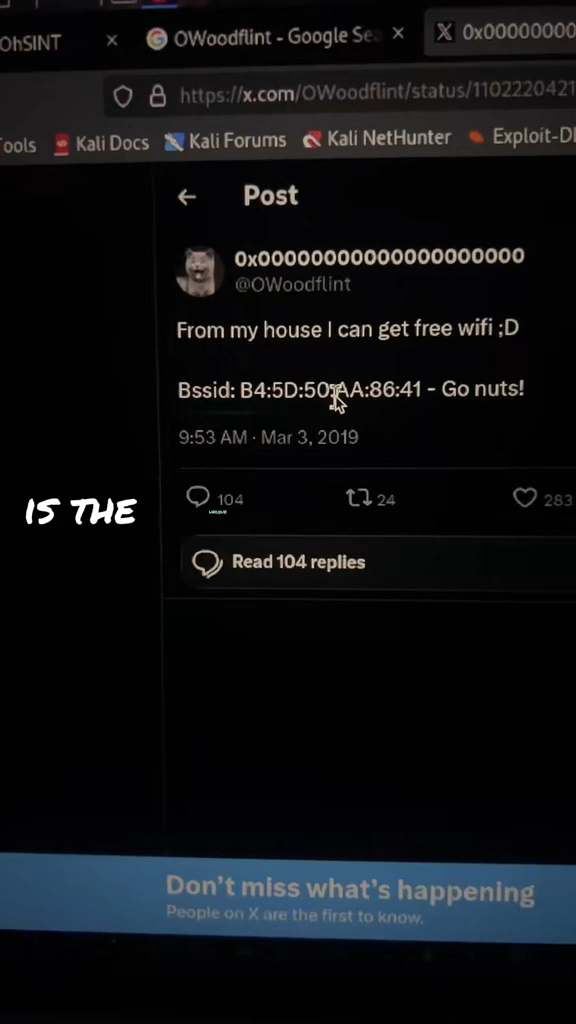 OhSINT
OWoodflint - Google Se
0x00000000
https://x.com/OWoodflint/status/1102220421
Tools
Kali Docs
Kali Forums
Kali NetHunter
Exploit-D
Post
0x00000000000000000000
@OWoodflint
From my house I can get free wifi ;D
Bssid: B4:5D:50:AA:86:41 - Go nuts!
9:53 AM · Mar 3, 2019
IS THE
104
24
283
Read 104 replies
Don't miss what's happening
People on X are the first to know.